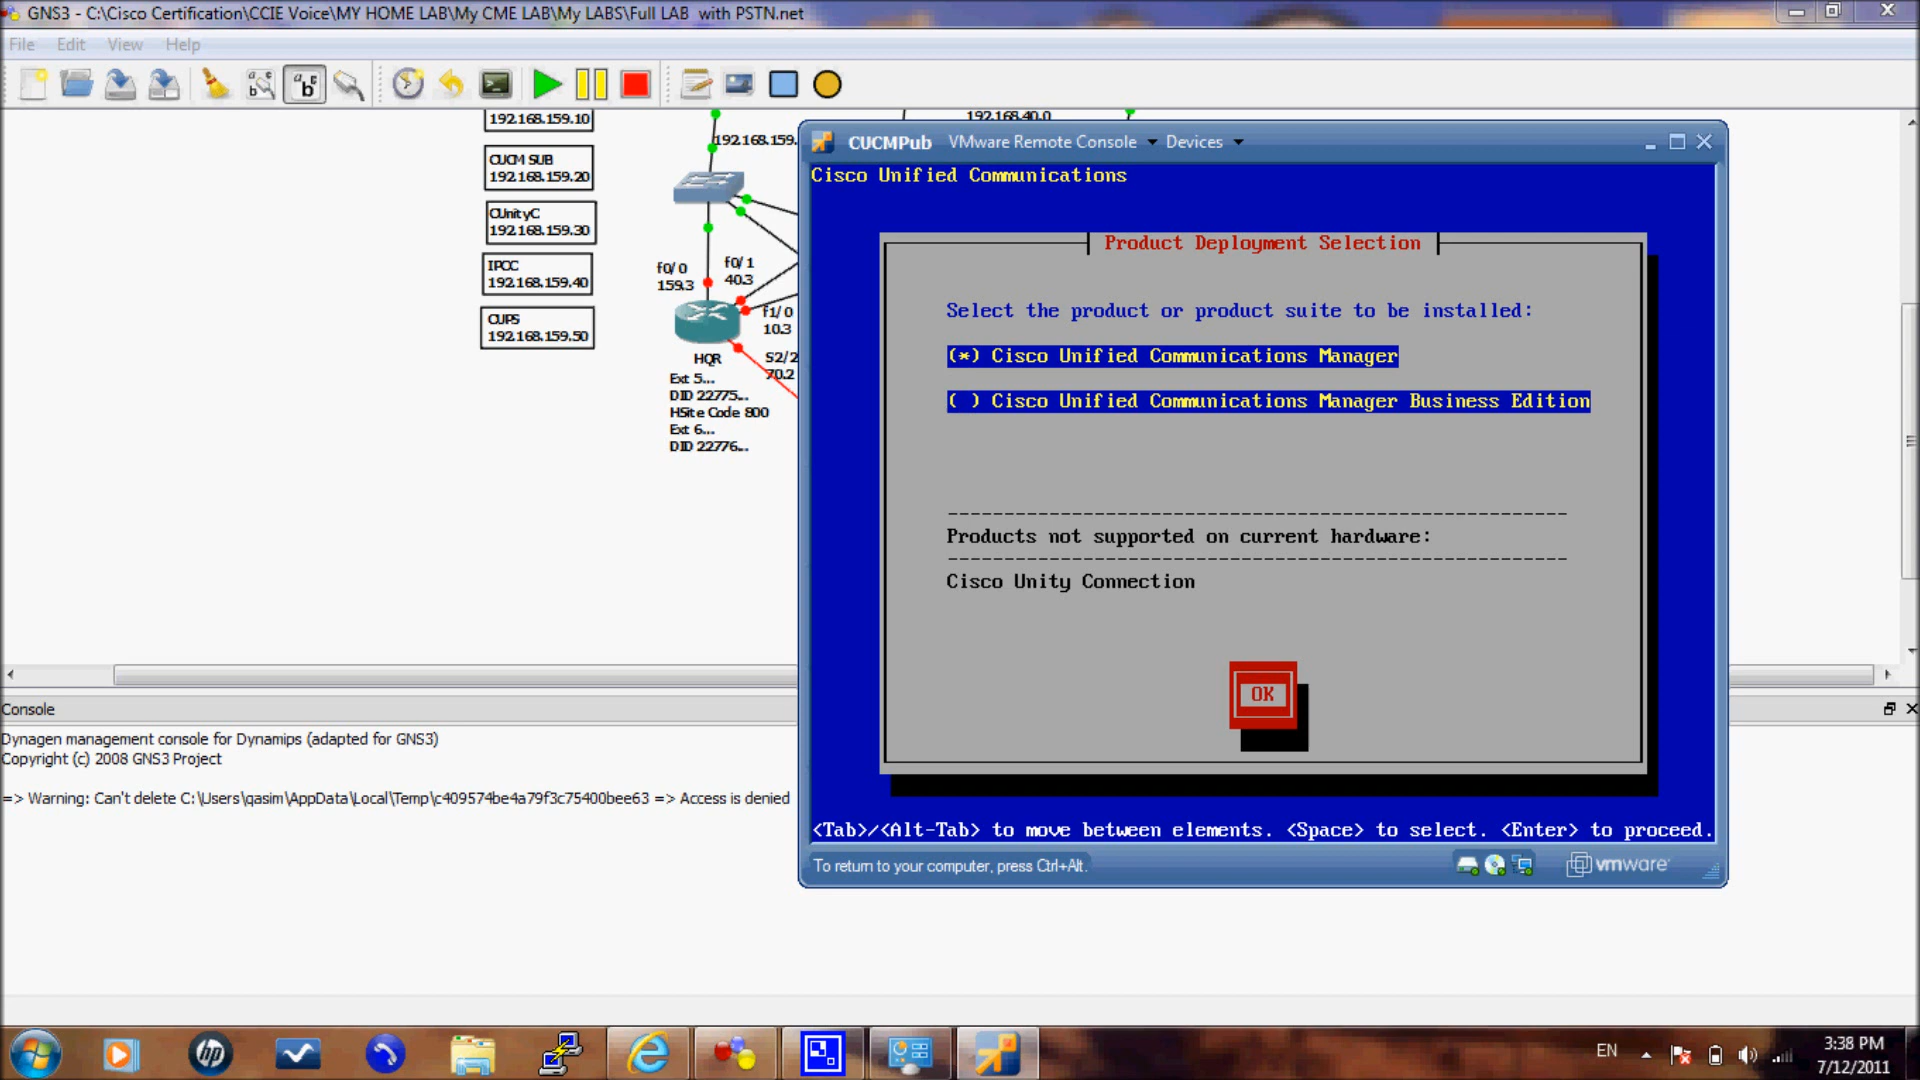 GNS3 - C:\Cisco Certification\CCIE Voice\MY HOME LAB\My CME LAB\My LABS\Full LAB with PSTN.net
File Edit View Help
192.168.159.10
CUCM SUB
192.168.159.20
CUnityC
192.168.159.30
IPCC
192.168.159.40
CUPS
192.168.159.50
192.168.159.
192.168.40.0
f0/0
159.3
f0/1
40.3
f1/0
10.3
HQR
S2/2
70.2
Ext 5...
DID 22775...
HSite Code 800
Ext 6...
DID 22776...
CUCMPub VMware Remote Console Devices
Cisco Unified Communications
Product Deployment Selection
Select the product or product suite to be installed:
(*) Cisco Unified Communications Manager
( ) Cisco Unified Communications Manager Business Edition
Products not supported on current hardware:
Cisco Unity Connection
OK
<Tab>/<Alt-Tab> to move between elements. <Space> to select. <Enter> to proceed.
To return to your computer, press Ctrl+Alt.
vmware
Console
Dynagen management console for Dynamips (adapted for GNS3)
Copyright (c) 2008 GNS3 Project
=> Warning: Can't delete C:\Users\qasim\AppData\Local\Temp\c409574be4a79f3c75400bee63 => Access is denied
hp
EN
3:38 PM
7/12/2011